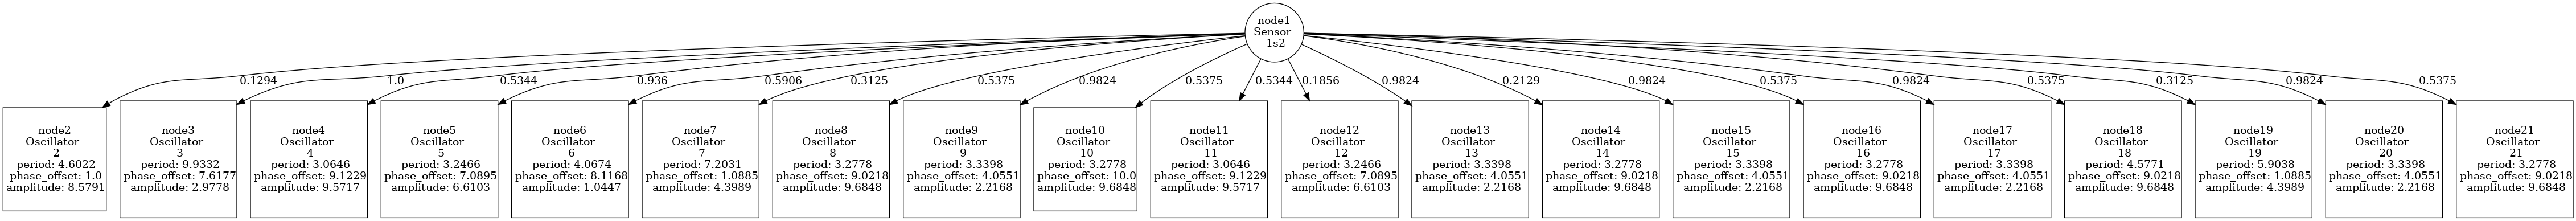 node1
Sensor
1s2
0.1294
1.0
-0.5344
0.936
0.5906
-0.3125
-0.5375
0.9824
-0.5375
-0.5344
0.1856
0.9824
0.2129
0.9824
-0.5375
0.9824
-0.5375
-0.3125
0.9824
-0.5375
node2
Oscillator
2
period: 4.6022
phase_offset: 1.0
amplitude: 8.5791
node3
Oscillator
3
period: 9.9332
phase_offset: 7.6177
amplitude: 2.9778
node4
Oscillator
4
period: 3.0646
phase_offset: 9.1229
amplitude: 9.5717
node5
Oscillator
5
period: 3.2466
phase_offset: 7.0895
amplitude: 6.6103
node6
Oscillator
6
period: 4.0674
phase_offset: 8.1168
amplitude: 1.0447
node7
Oscillator
7
period: 7.2031
phase_offset: 1.0885
amplitude: 4.3989
node8
Oscillator
8
period: 3.2778
phase_offset: 9.0218
amplitude: 9.6848
node9
Oscillator
9
period: 3.3398
phase_offset: 4.0551
amplitude: 2.2168
node10
Oscillator
10
period: 3.2778
phase_offset: 10.0
amplitude: 9.6848
node11
Oscillator
11
period: 3.0646
phase_offset: 9.1229
amplitude: 9.5717
node12
Oscillator
12
period: 3.2466
phase_offset: 7.0895
amplitude: 6.6103
node13
Oscillator
13
period: 3.3398
phase_offset: 4.0551
amplitude: 2.2168
node14
Oscillator
14
period: 3.2778
phase_offset: 9.0218
amplitude: 9.6848
node15
Oscillator
15
period: 3.3398
phase_offset: 4.0551
amplitude: 2.2168
node16
Oscillator
16
period: 3.2778
phase_offset: 9.0218
amplitude: 9.6848
node17
Oscillator
17
period: 3.3398
phase_offset: 4.0551
amplitude: 2.2168
node18
Oscillator
18
period: 4.5771
phase_offset: 9.0218
amplitude: 9.6848
node19
Oscillator
19
period: 5.9038
phase_offset: 1.0885
amplitude: 4.3989
node20
Oscillator
20
period: 3.3398
phase_offset: 4.0551
amplitude: 2.2168
node21
Oscillator
21
period: 3.2778
phase_offset: 9.0218
amplitude: 9.6848